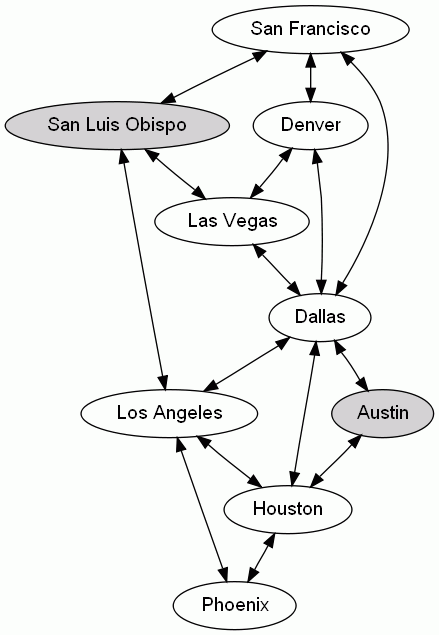 San Francisco
San Luis Obispo
Denver
Las Vegas
Dallas
Los Angeles
Austin
Houston
Phoenix